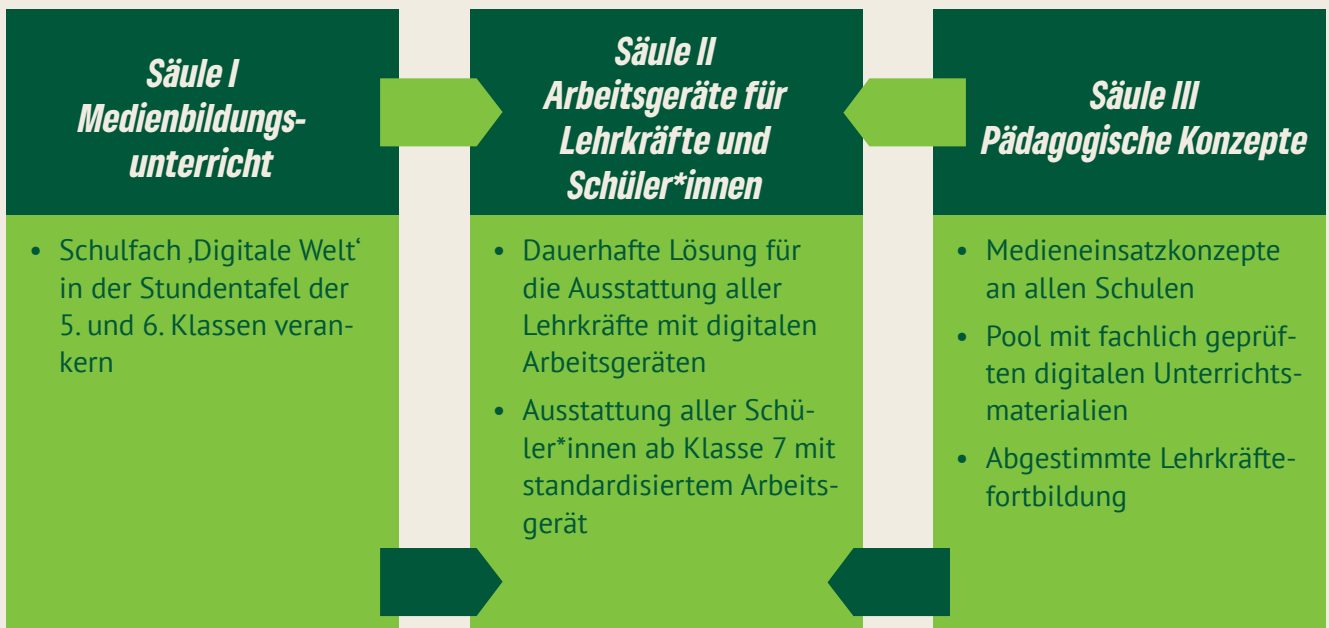 Säule I
Medienbildungs-
unterricht
• Schulfach ‚Digitale Welt‘
in der Stundentafel der
5. und 6. Klassen veran-
kern
Säule II
Arbeitsgeräte für
Lehrkräfte und
Schüler*innen
• Dauerhafte Lösung für
die Ausstattung aller
Lehrkräfte mit digitalen
Arbeitsgeräten
• Ausstattung aller Schü-
ler*innen ab Klasse 7 mit
standardisiertem Arbeits-
gerät
Säule III
Pädagogische Konzepte
• Medieneinsatzkonzepte
an allen Schulen
• Pool mit fachlich geprüf-
ten digitalen Unterrichts-
materialien
• Abgestimmte Lehrkräfte-
fortbildung